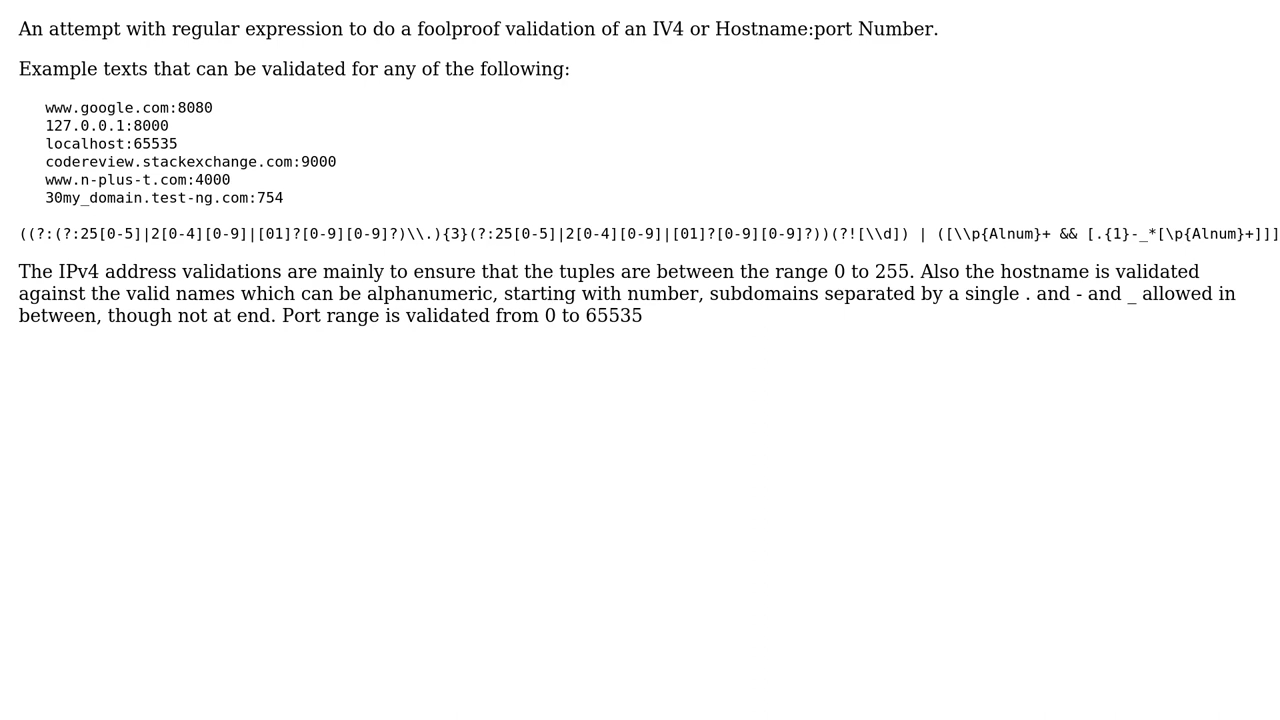 An attempt with regular expression to do a foolproof validation of an IV4 or Hostname:port Number.
Example texts that can be validated for any of the following:
www.google.com:8080
127.0.0.1:8000
localhost:65535
codereview.stackexchange.com:9000
www.n-plus-t.com:4000
30my_domain.test-ng.com:754
((?:(?:25[0-5]|2[0-4][0-9]|[01]?[0-9][0-9]?)\\.){3}(?:25[0-5]|2[0-4][0-9]|[01]?[0-9][0-9]?))(?![\\d]) | ([\\p{Alnum}+ && [.{1}-_*[\p{Alnum}+]]]
The IPv4 address validations are mainly to ensure that the tuples are between the range 0 to 255. Also the hostname is validated
against the valid names which can be alphanumeric, starting with number, subdomains separated by a single . and - and _ allowed in
between, though not at end. Port range is validated from 0 to 65535